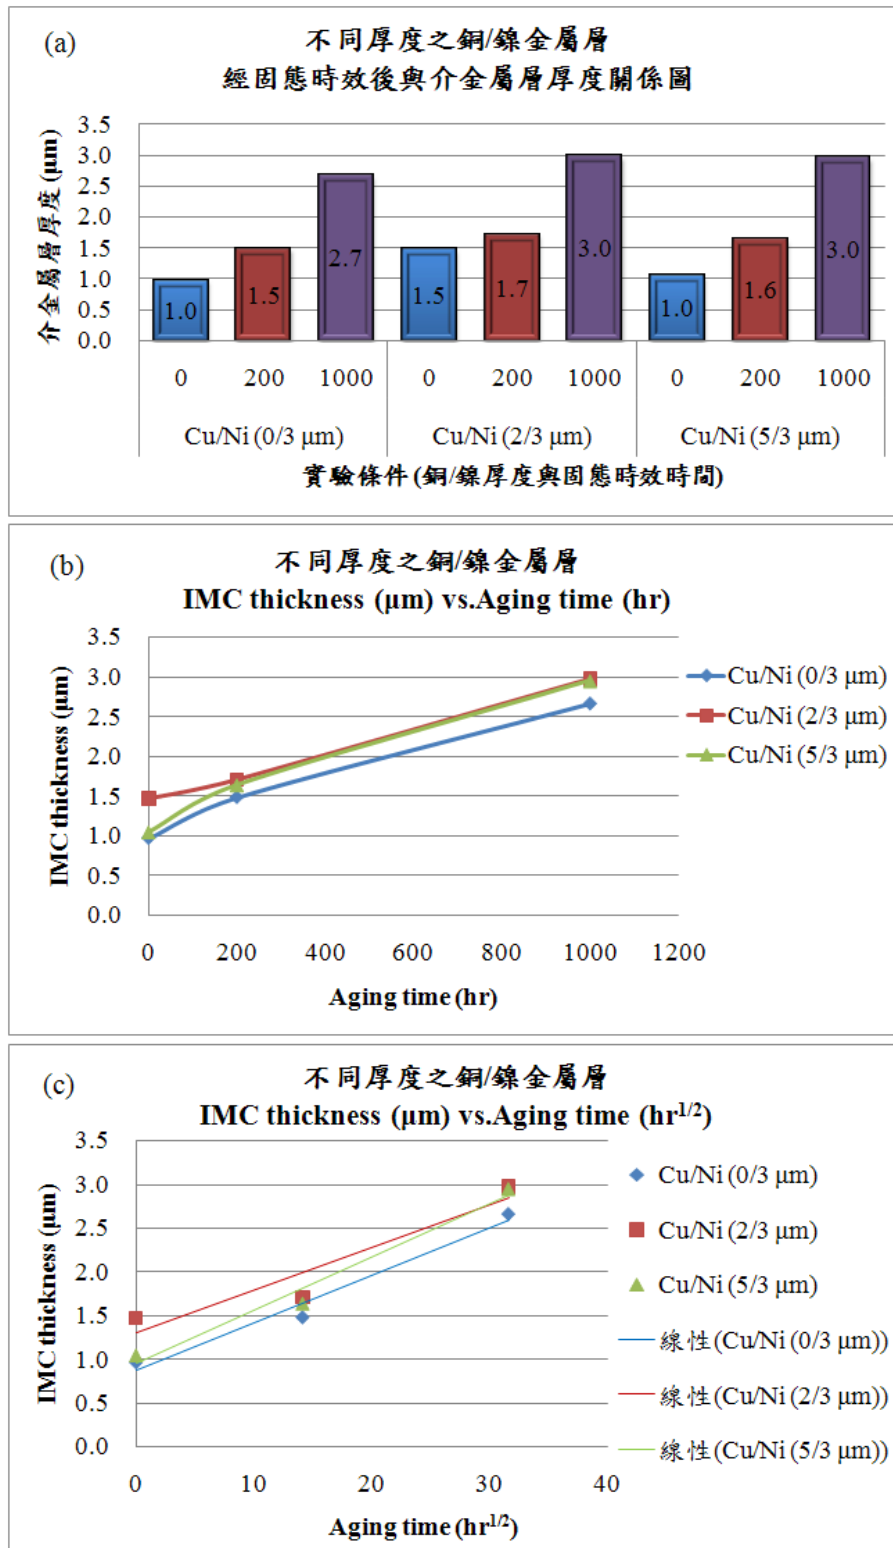 (a)
不同厚度之銅/鎳金屬層
經固態時效後與介金屬層厚度關係圖
介金屬層厚度 (μm)
3.5
3.0
2.5
2.0
1.5
1.0
0.5
0.0
1.0
1.5
2.7
1.5
1.7
3.0
1.0
1.6
3.0
0 200 1000 0 200 1000 0 200 1000
Cu/Ni (0/3 μm) Cu/Ni (2/3 μm) Cu/Ni (5/3 μm)
實驗條件 (銅/鎳厚度與固態時效時間)
(b)
不同厚度之銅/鎳金屬層
IMC thickness (μm) vs.Aging time (hr)
IMC thickness (μm)
3.5
3.0
2.5
2.0
1.5
1.0
0.5
0.0
0 200 400 600 800 1000 1200
Aging time (hr)
Cu/Ni (0/3 μm)
Cu/Ni (2/3 μm)
Cu/Ni (5/3 μm)
(c)
不同厚度之銅/鎳金屬層
IMC thickness (μm) vs.Aging time (hr1/2)
IMC thickness (μm)
3.5
3.0
2.5
2.0
1.5
1.0
0.5
0.0
0 10 20 30 40
Aging time (hr1/2)
Cu/Ni (0/3 μm)
Cu/Ni (2/3 μm)
Cu/Ni (5/3 μm)
線性 (Cu/Ni (0/3 μm))
線性 (Cu/Ni (2/3 μm))
線性 (Cu/Ni (5/3 μm))